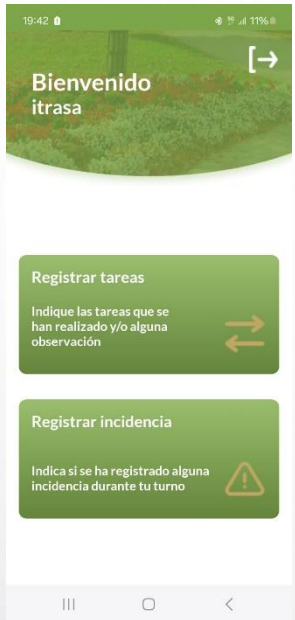 19:42
11%
Bienvenido
itrasa
Registrar tareas
Indique las tareas que se
han realizado y/o alguna
observación
Registrar incidencia
Indica si se ha registrado alguna
incidencia durante tu turno